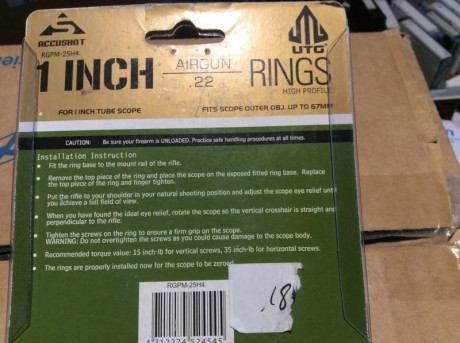 ACCUSHOT
UTG
RGPM-25H4
1 INCH
AIRGUN
.22
RINGS
HIGH PROFILE
FOR 1 INCH TUBE SCOPE
FITS SCOPE OUTER OBJ. UP TO 67MM
CAUTION: Be sure your firearm is UNLOADED. Practice safe handling procedures at all times.
Installation Instruction
Fit the ring base to the mount rail of the rifle.
Remove the top piece of the ring and place the scope on the exposed fitted ring base. Replace
the top piece of the ring and finger tighten.
Put the rifle to your shoulder in your natural shooting position and adjust the scope eye relief until
you achieve a full field of view.
When you have found the ideal eye relief, rotate the scope so the vertical crosshair is straight and
perpendicular to the rifle.
Tighten the screws on the ring to ensure a firm grip on the scope.
WARNING: Do not overtighten the screws as you could cause damage to the scope body.
Recommended torque value: 15 inch-lb for vertical screws, 35 inch-lb for horizontal screws.
The rings are properly installed now for the scope to be zeroed
RGPM-25H4
4 717274 524545
.18